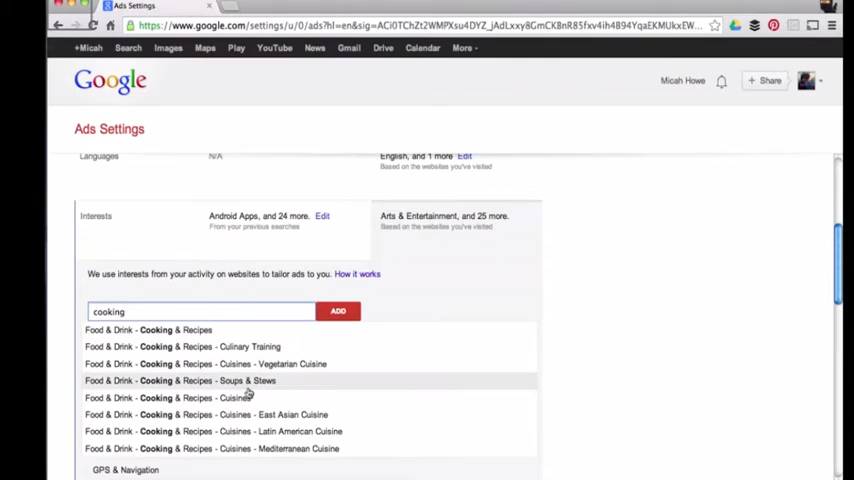 Ads Settings
https://www.google.com/settings/u/0/ads?hl=en&sig=ACi0TChZt2WMPXsu4DYZ_jAdLxxy8GmCKBnR85fxv4ih4B94YqaEKMUkxEW...
+Micah Search Images Maps Play YouTube News Gmail Drive Calendar More
Google Micah Howe + Share
Ads Settings
Languages N/A English, and 1 more Edit
Based on the websites you've visited
Interests Android Apps, and 24 more. Edit Arts & Entertainment, and 25 more.
From your previous searches Based on the websites you've visited
We use interests from your activity on websites to tailor ads to you. How it works
cooking ADD
Food & Drink - Cooking & Recipes
Food & Drink - Cooking & Recipes - Culinary Training
Food & Drink - Cooking & Recipes - Cuisines - Vegetarian Cuisine
Food & Drink - Cooking & Recipes - Soups & Stews
Food & Drink - Cooking & Recipes - Cuisines
Food & Drink - Cooking & Recipes - Cuisines - East Asian Cuisine
Food & Drink - Cooking & Recipes - Cuisines - Latin American Cuisine
Food & Drink - Cooking & Recipes - Cuisines - Mediterranean Cuisine
GPS & Navigation